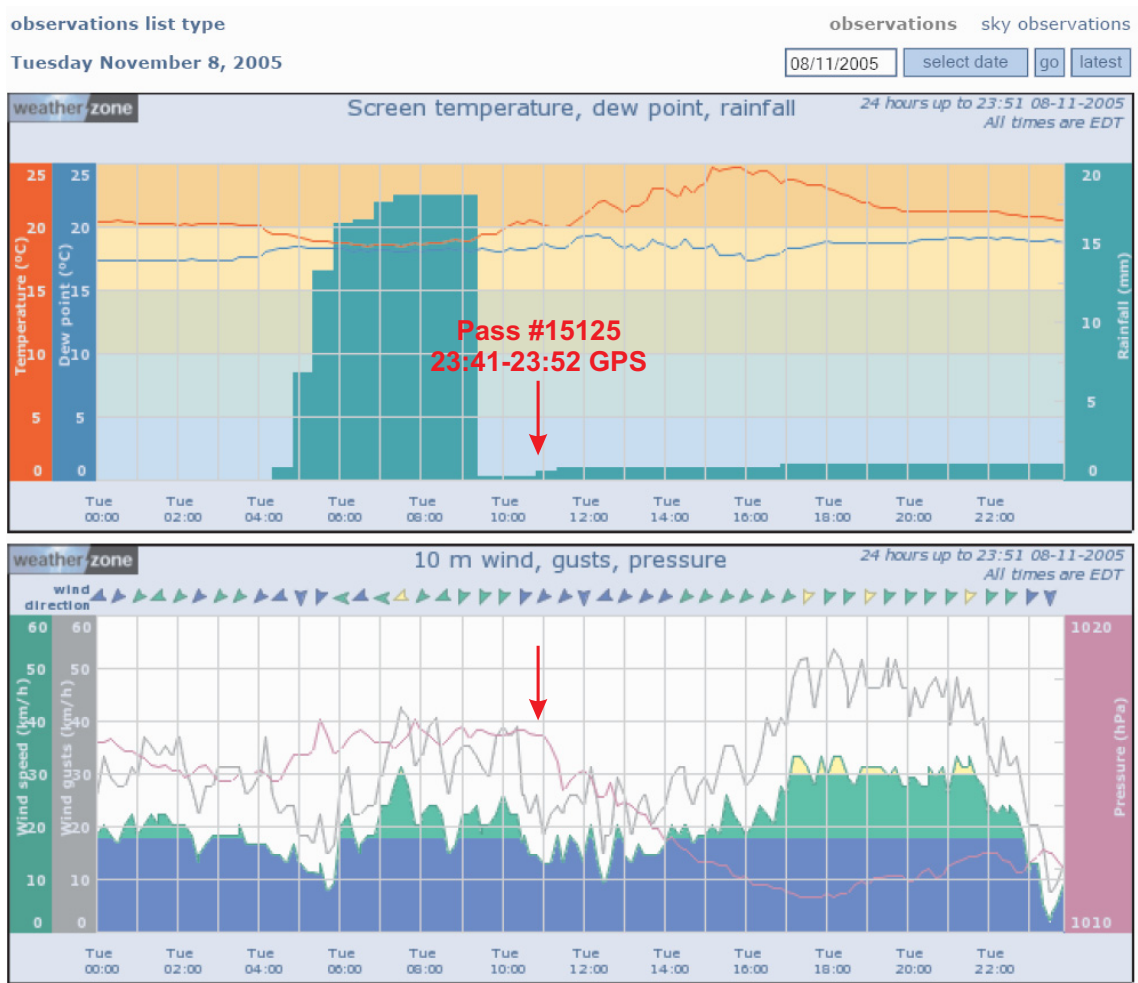 observations list type
observations sky observations
Tuesday November 8, 2005
08/11/2005 select date go latest
weather zone
Screen temperature, dew point, rainfall
24 hours up to 23:51 08-11-2005
All times are EDT
25 25 20
20 20
15
15 15
10
10 10
5
5 5
0 0 0
Temperature (°C)
Dew point (°C)
Rainfall (mm)
Pass #15125
23:41-23:52 GPS
Tue Tue Tue Tue Tue Tue Tue Tue Tue Tue Tue Tue
00:00 02:00 04:00 06:00 08:00 10:00 12:00 14:00 16:00 18:00 20:00 22:00
weather zone
10 m wind, gusts, pressure
24 hours up to 23:51 08-11-2005
All times are EDT
wind
direction
60 60 1020
50 50
40 40
30 30
20 20
10 10
0 0 1010
Wind speed (km/h)
Wind gusts (km/h)
Pressure (hPa)
Tue Tue Tue Tue Tue Tue Tue Tue Tue Tue Tue Tue
00:00 02:00 04:00 06:00 08:00 10:00 12:00 14:00 16:00 18:00 20:00 22:00